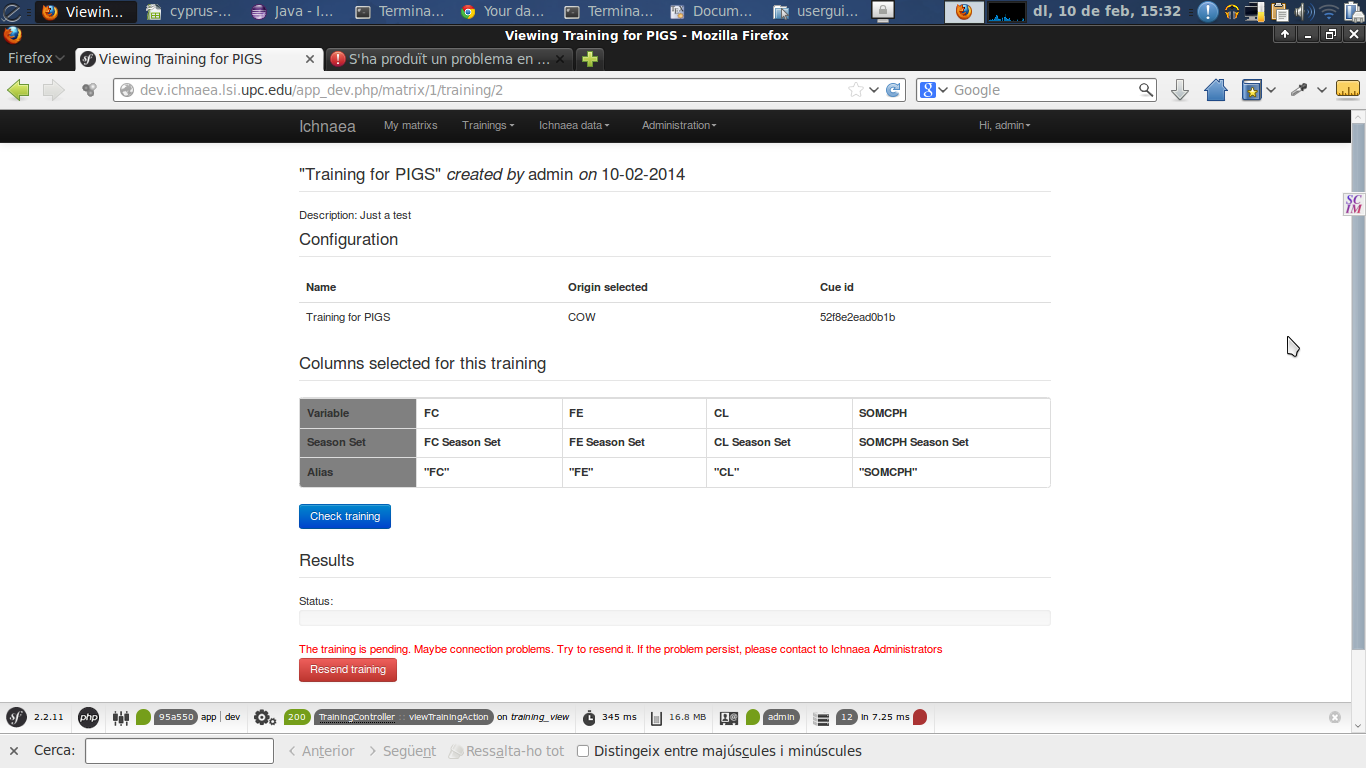 Viewin... cyprus-... Java - I... Termina... Your da... Termina... Docum... usergui... dl, 10 de feb, 15:32
Viewing Training for PIGS - Mozilla Firefox
Firefox Viewing Training for PIGS S'ha produït un problema en ...
dev.ichnaea.lsi.upc.edu/app_dev.php/matrix/1/training/2 Google
Ichnaea My matrixs Trainings Ichnaea data Administration Hi, admin
"Training for PIGS" created by admin on 10-02-2014
SC
IM
Description: Just a test
Configuration
Name Origin selected Cue id
Training for PIGS COW 52f8e2ead0b1b
Columns selected for this training
Variable FC FE CL SOMCPH
Season Set FC Season Set FE Season Set CL Season Set SOMCPH Season Set
Alias "FC" "FE" "CL" "SOMCPH"
Check training
Results
Status:
The training is pending. Maybe connection problems. Try to resend it. If the problem persist, please contact to Ichnaea Administrators
Resend training
sf 2.2.11 php 95a550 app | dev 200 TrainingController :: viewTrainingAction on training_view 345 ms 16.8 MB admin 12 in 7.25 ms
Cerca: Anterior Següent Ressalta-ho tot Distingeix entre majúscules i minúscules